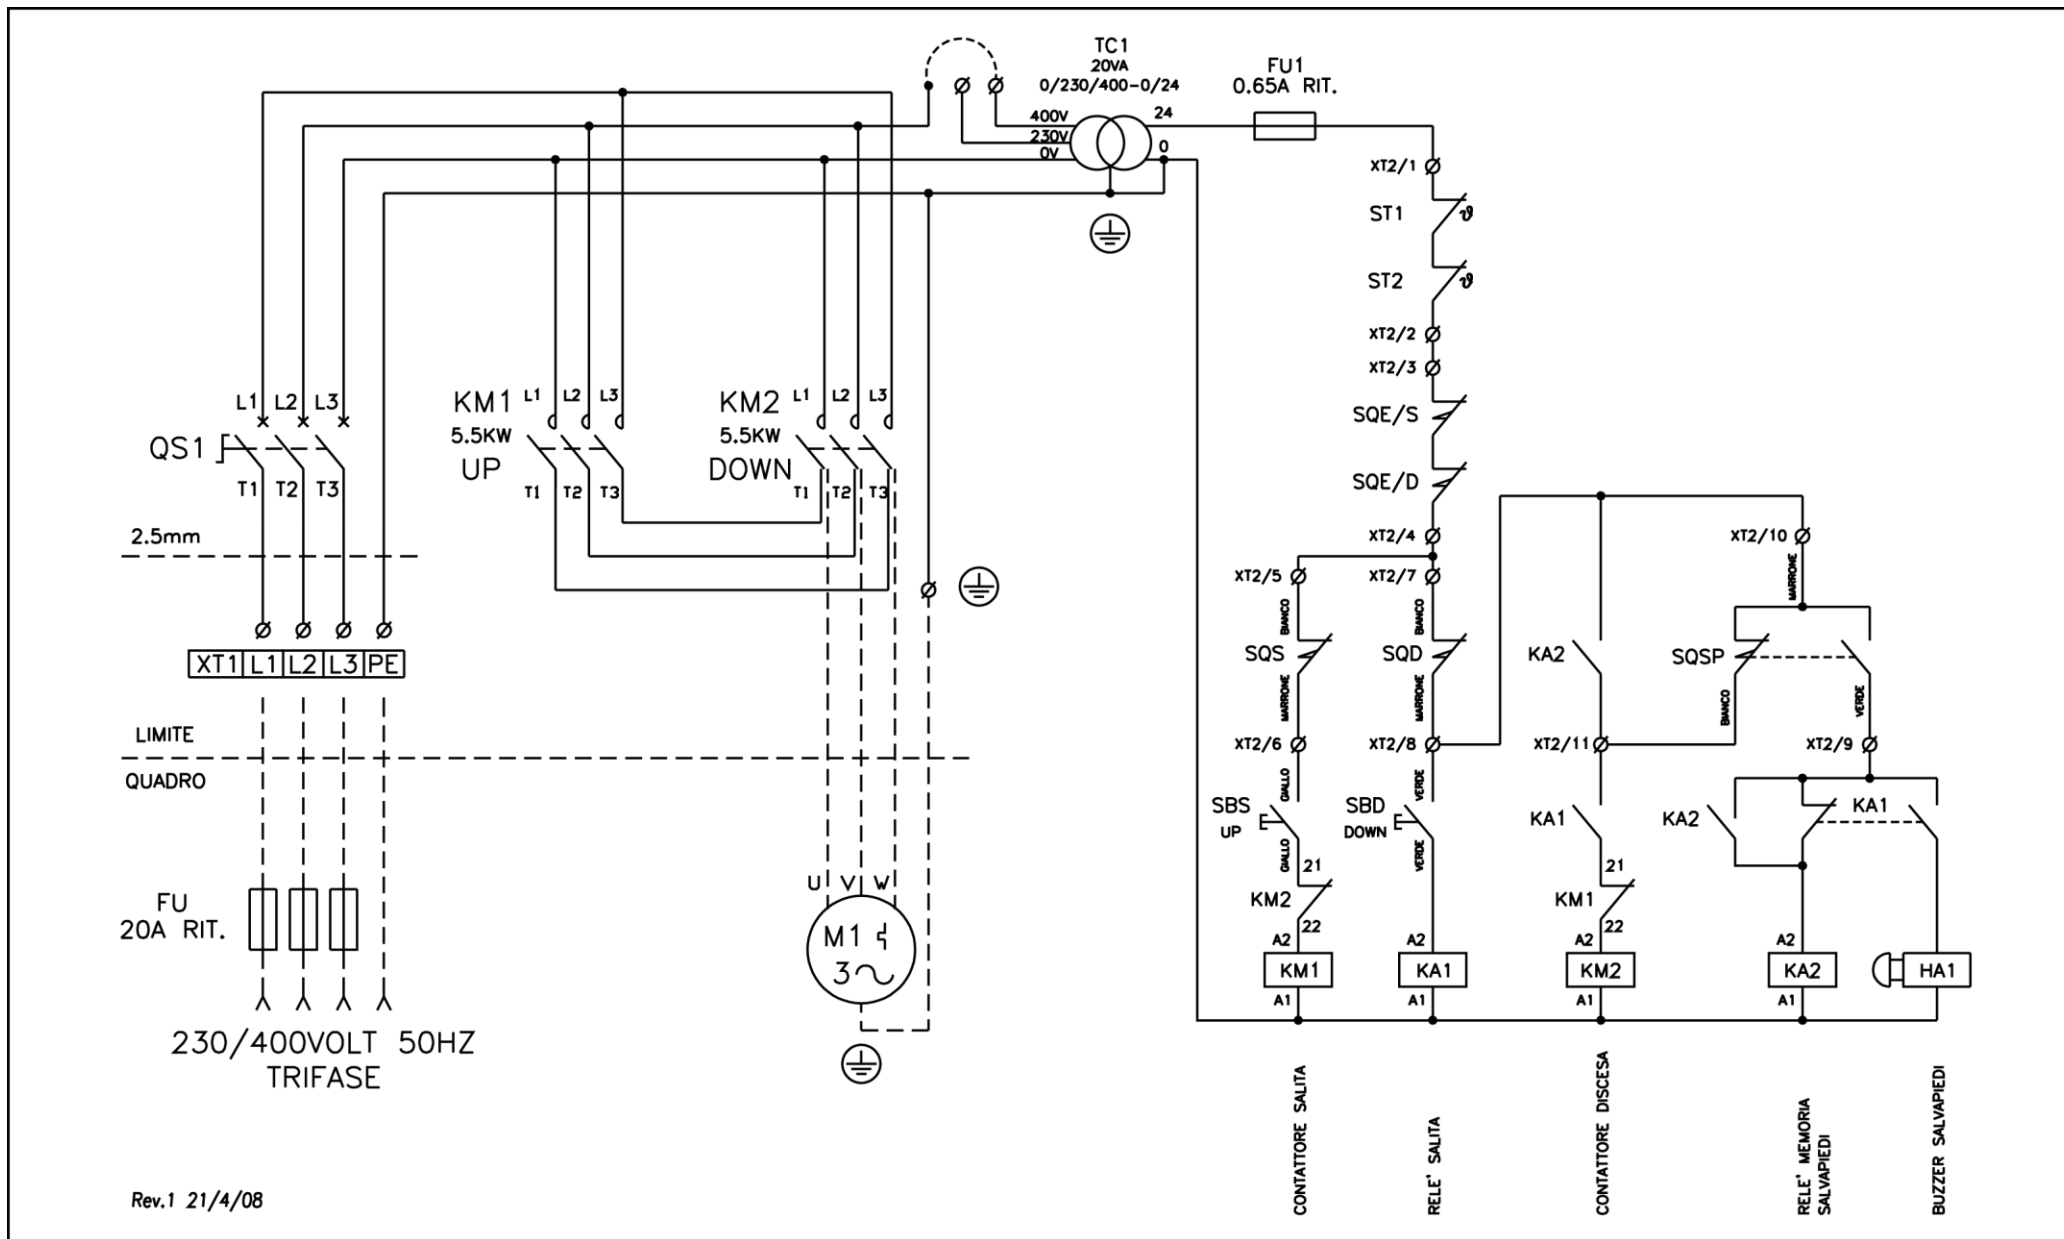 TC1
20VA
0/230/400-0/24
FU1
0.65A RIT.
400V
230V
0V
24
0
XT2/1
ST1
ϑ
ST2
ϑ
XT2/2
XT2/3
SQE/S
SQE/D
XT2/4
L1 L2 L3
QS1
T1 T2 T3
KM1
5.5KW
UP
L1 L2 L3
T1 T2 T3
KM2
5.5KW
DOWN
L1 L2 L3
T1 T2 T3
2.5mm
XT1 L1 L2 L3 PE
LIMITE
QUADRO
FU
20A RIT.
230/400VOLT 50HZ
TRIFASE
U V W
M1
3
XT2/5
BIANCO
SQS
MARRONE
XT2/6
GIALLO
SBS
UP
GIALLO
21
KM2
22
A2
KM1
A1
XT2/7
BIANCO
SQD
MARRONE
XT2/8
VERDE
SBD
DOWN
VERDE
A2
KA1
A1
KA2
XT2/11
KA1
21
KM1
22
A2
KM2
A1
XT2/10
MARRONE
SQSP
BIANCO
VERDE
XT2/9
KA2
KA1
A2
KA2
A1
HA1
CONTATTORE SALITA
RELE' SALITA
CONTATTORE DISCESA
RELE' MEMORIA
SALVAPIEDI
BUZZER SALVAPIEDI
Rev.1 21/4/08